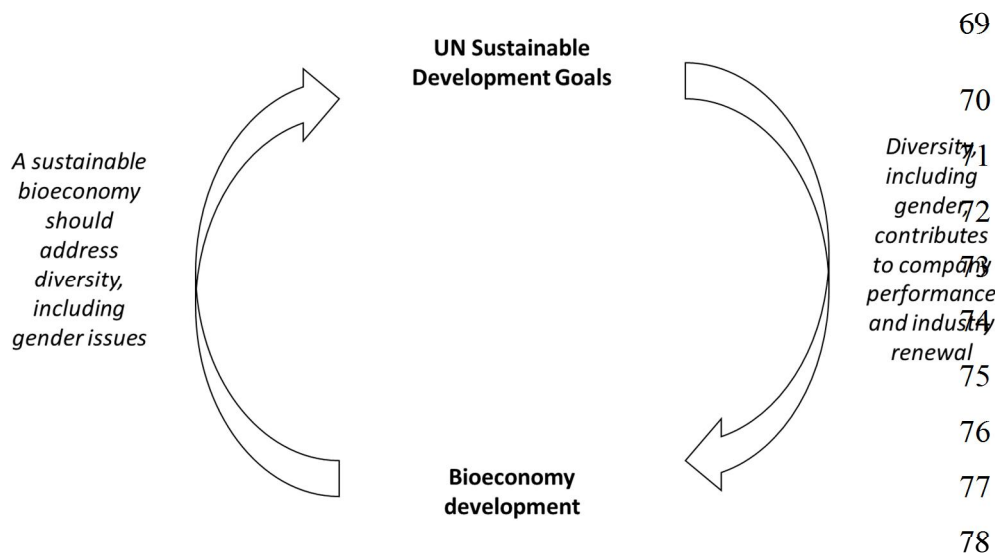 UN Sustainable
Development Goals
A sustainable
bioeconomy
should
address
diversity,
including
gender issues
Diversity,
including
gender,
contributes
to company
performance
and industry
renewal
Bioeconomy
development
69
70
71
72
73
74
75
76
77
78